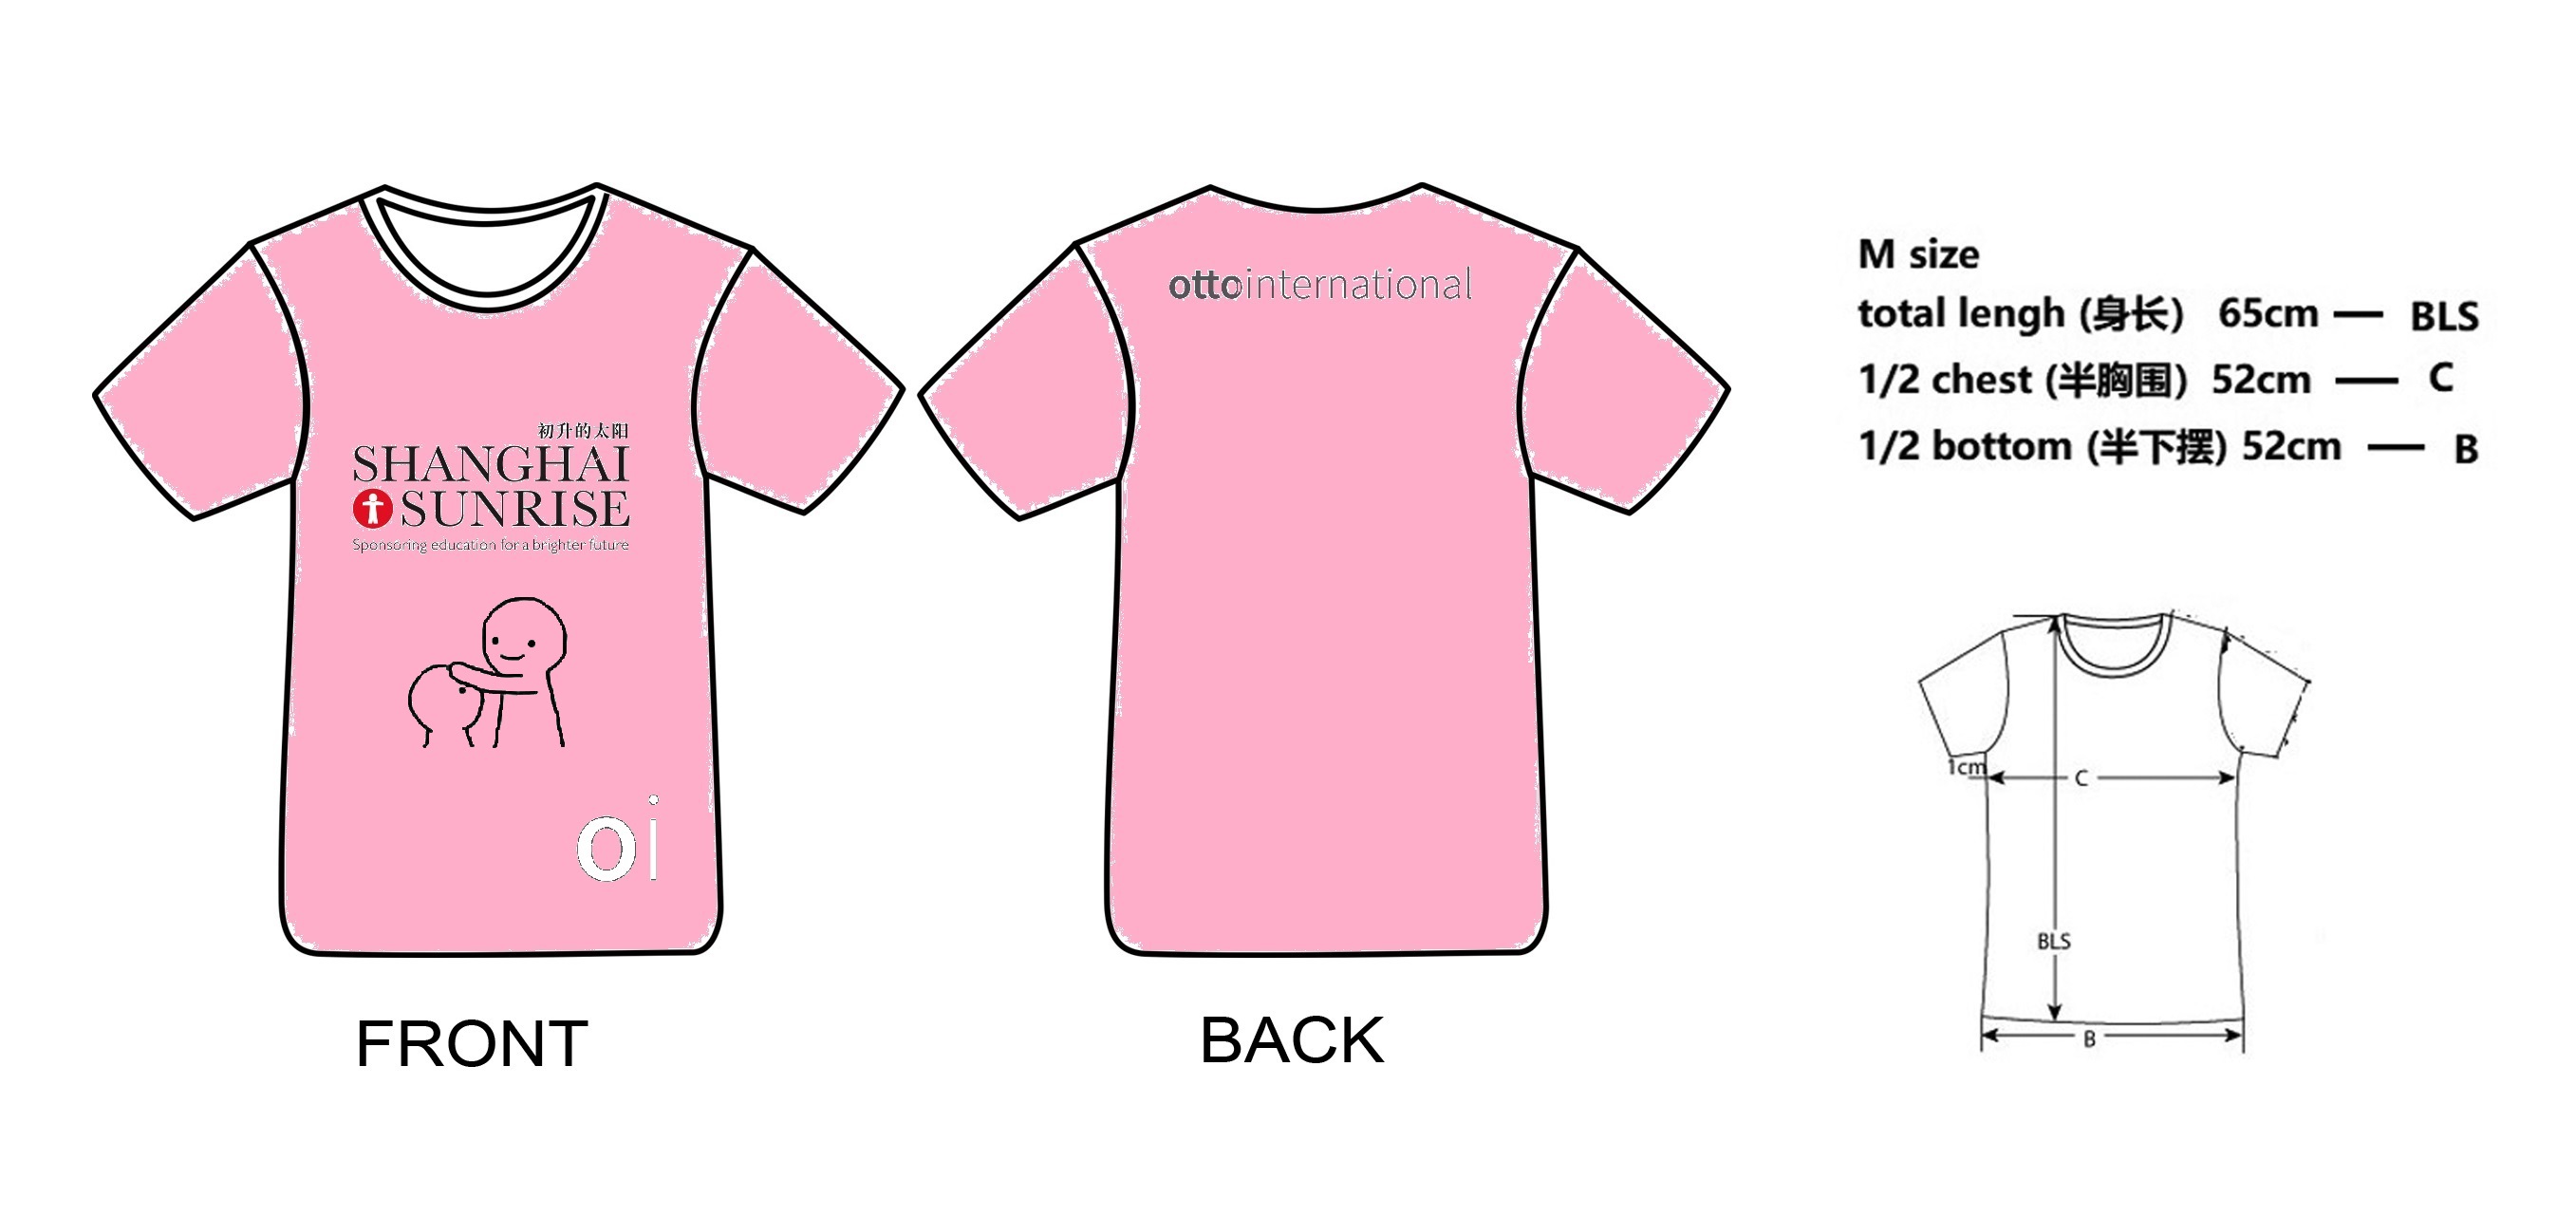 初升的太阳
SHANGHAI
SUNRISE
Sponsoring education for a brighter future
oi
FRONT
ottointernational
BACK
M size
total lengh (身长) 65cm — BLS
1/2 chest (半胸围) 52cm — C
1/2 bottom (半下摆) 52cm — B
1cm
C
BLS
B